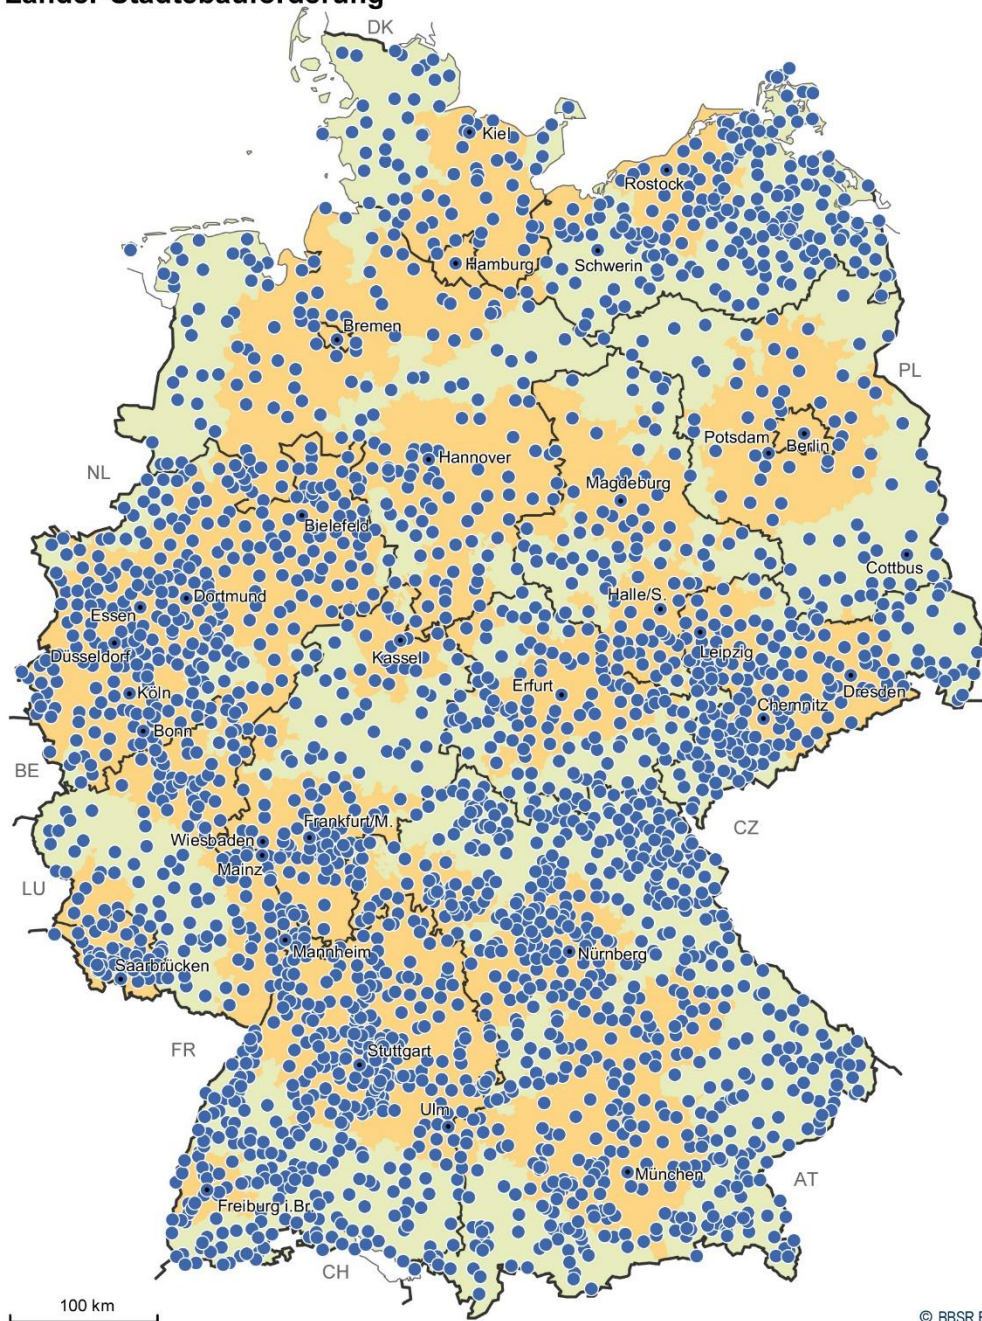 Länder Städtebauförderung
DK
Kiel
Rostock
Hamburg
Schwerin
Bremen
PL
Potsdam
Berlin
Hannover
NL
Magdeburg
Bielefeld
Cottbus
Dortmund
Halle/S.
Essen
Düsseldorf
Kassel
Leipzig
Köln
Erfurt
Dresden
Chemnitz
Bonn
BE
Frankfurt/M.
CZ
Wiesbaden
Mainz
LU
Mannheim
Nürnberg
Saarbrücken
FR
Stuttgart
Ulm
München
AT
Freiburg i.Br.
CH
100 km
© BBSR